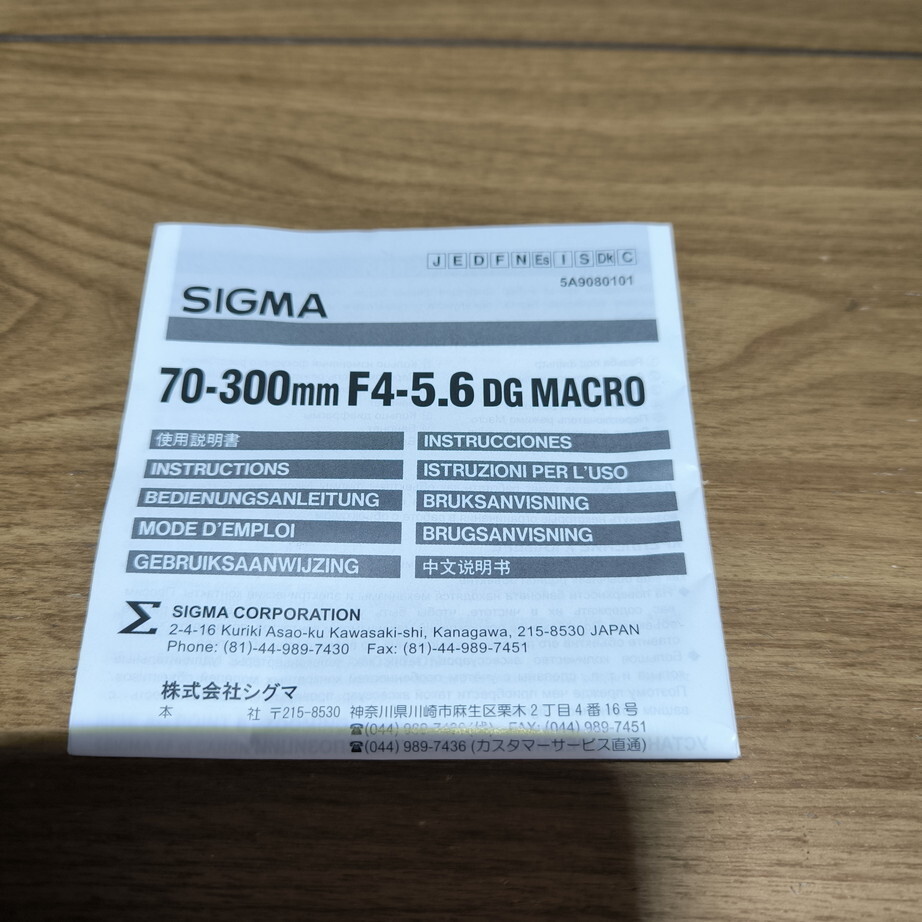 J E D F N Es I S Dk C
5A9080101
SIGMA
70-300mm F4-5.6 DG MACRO
使用説明書
INSTRUCTIONS
BEDIENUNGSANLEITUNG
MODE D'EMPLOI
GEBRUIKSAANWIJZING
INSTRUCCIONES
ISTRUZIONI PER L'USO
BRUKSANVISNING
BRUGSANVISNING
中文说明书
SIGMA CORPORATION
2-4-16 Kuriki Asao-ku Kawasaki-shi, Kanagawa, 215-8530 JAPAN
Phone: (81)-44-989-7430 Fax: (81)-44-989-7451
株式会社シグマ
本 社 〒215-8530 神奈川県川崎市麻生区栗木2丁目4番16号
☎(044) FAX: (044) 989-7451
☎(044) 989-7436 (カスタマーサービス直通)